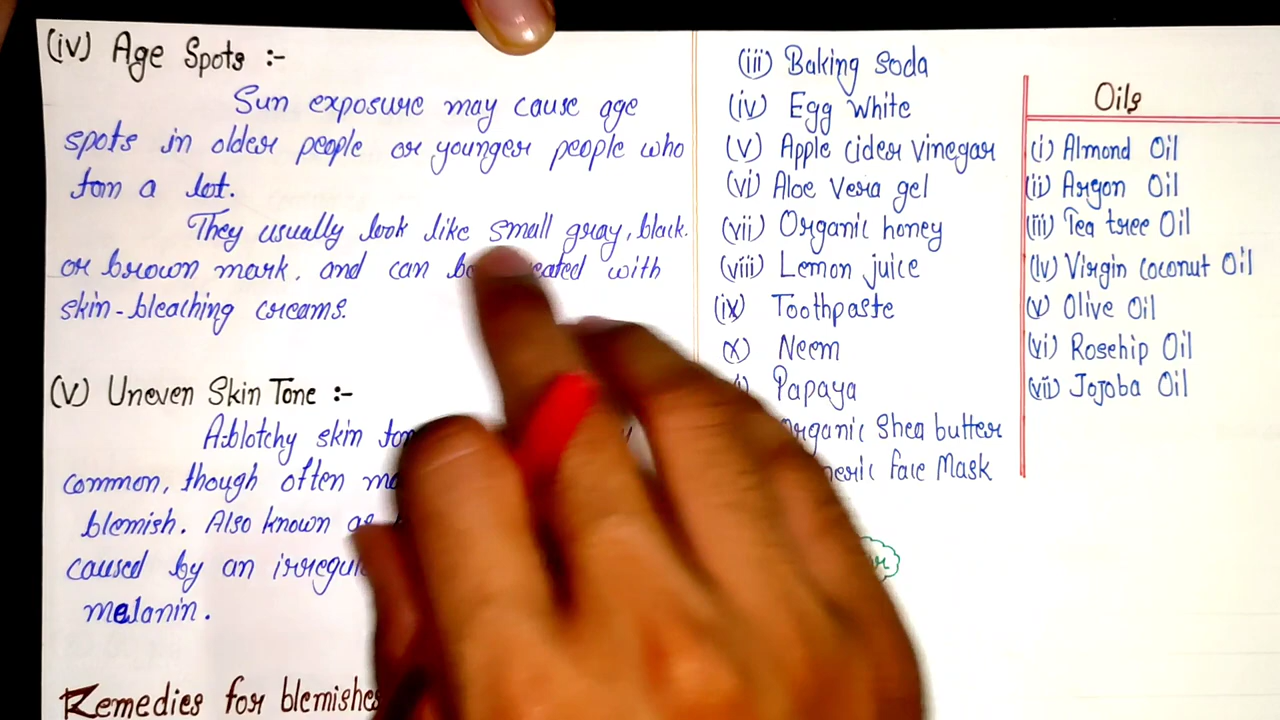 (iv) Age Spots :-
Sun exposure may cause age
spots in older people or younger people who
tan a lot.
They usually look like small gray, black.
or brown mark. and can be with
skin-bleaching creams.
(V) Uneven Skin Tone :-
A blotchy skin
common, though often
blemish. Also known as
caused by an
melanin.
Remedies for blemishes
(iii) Baking Soda
(iv) Egg White
(V) Apple cider vinegar
(vi) Aloe Vera gel
(vii) Organic honey
(viii) Lemon juice
(ix) Toothpaste
(x) Neem
Papaya
Organic Shea butter
Face Mask
Oils
(i) Almond Oil
(ii) Argon Oil
(iii) Tea tree Oil
(iv) Virgin Coconut Oil
(v) Olive Oil
(vi) Rosehip Oil
(vii) Jojoba Oil